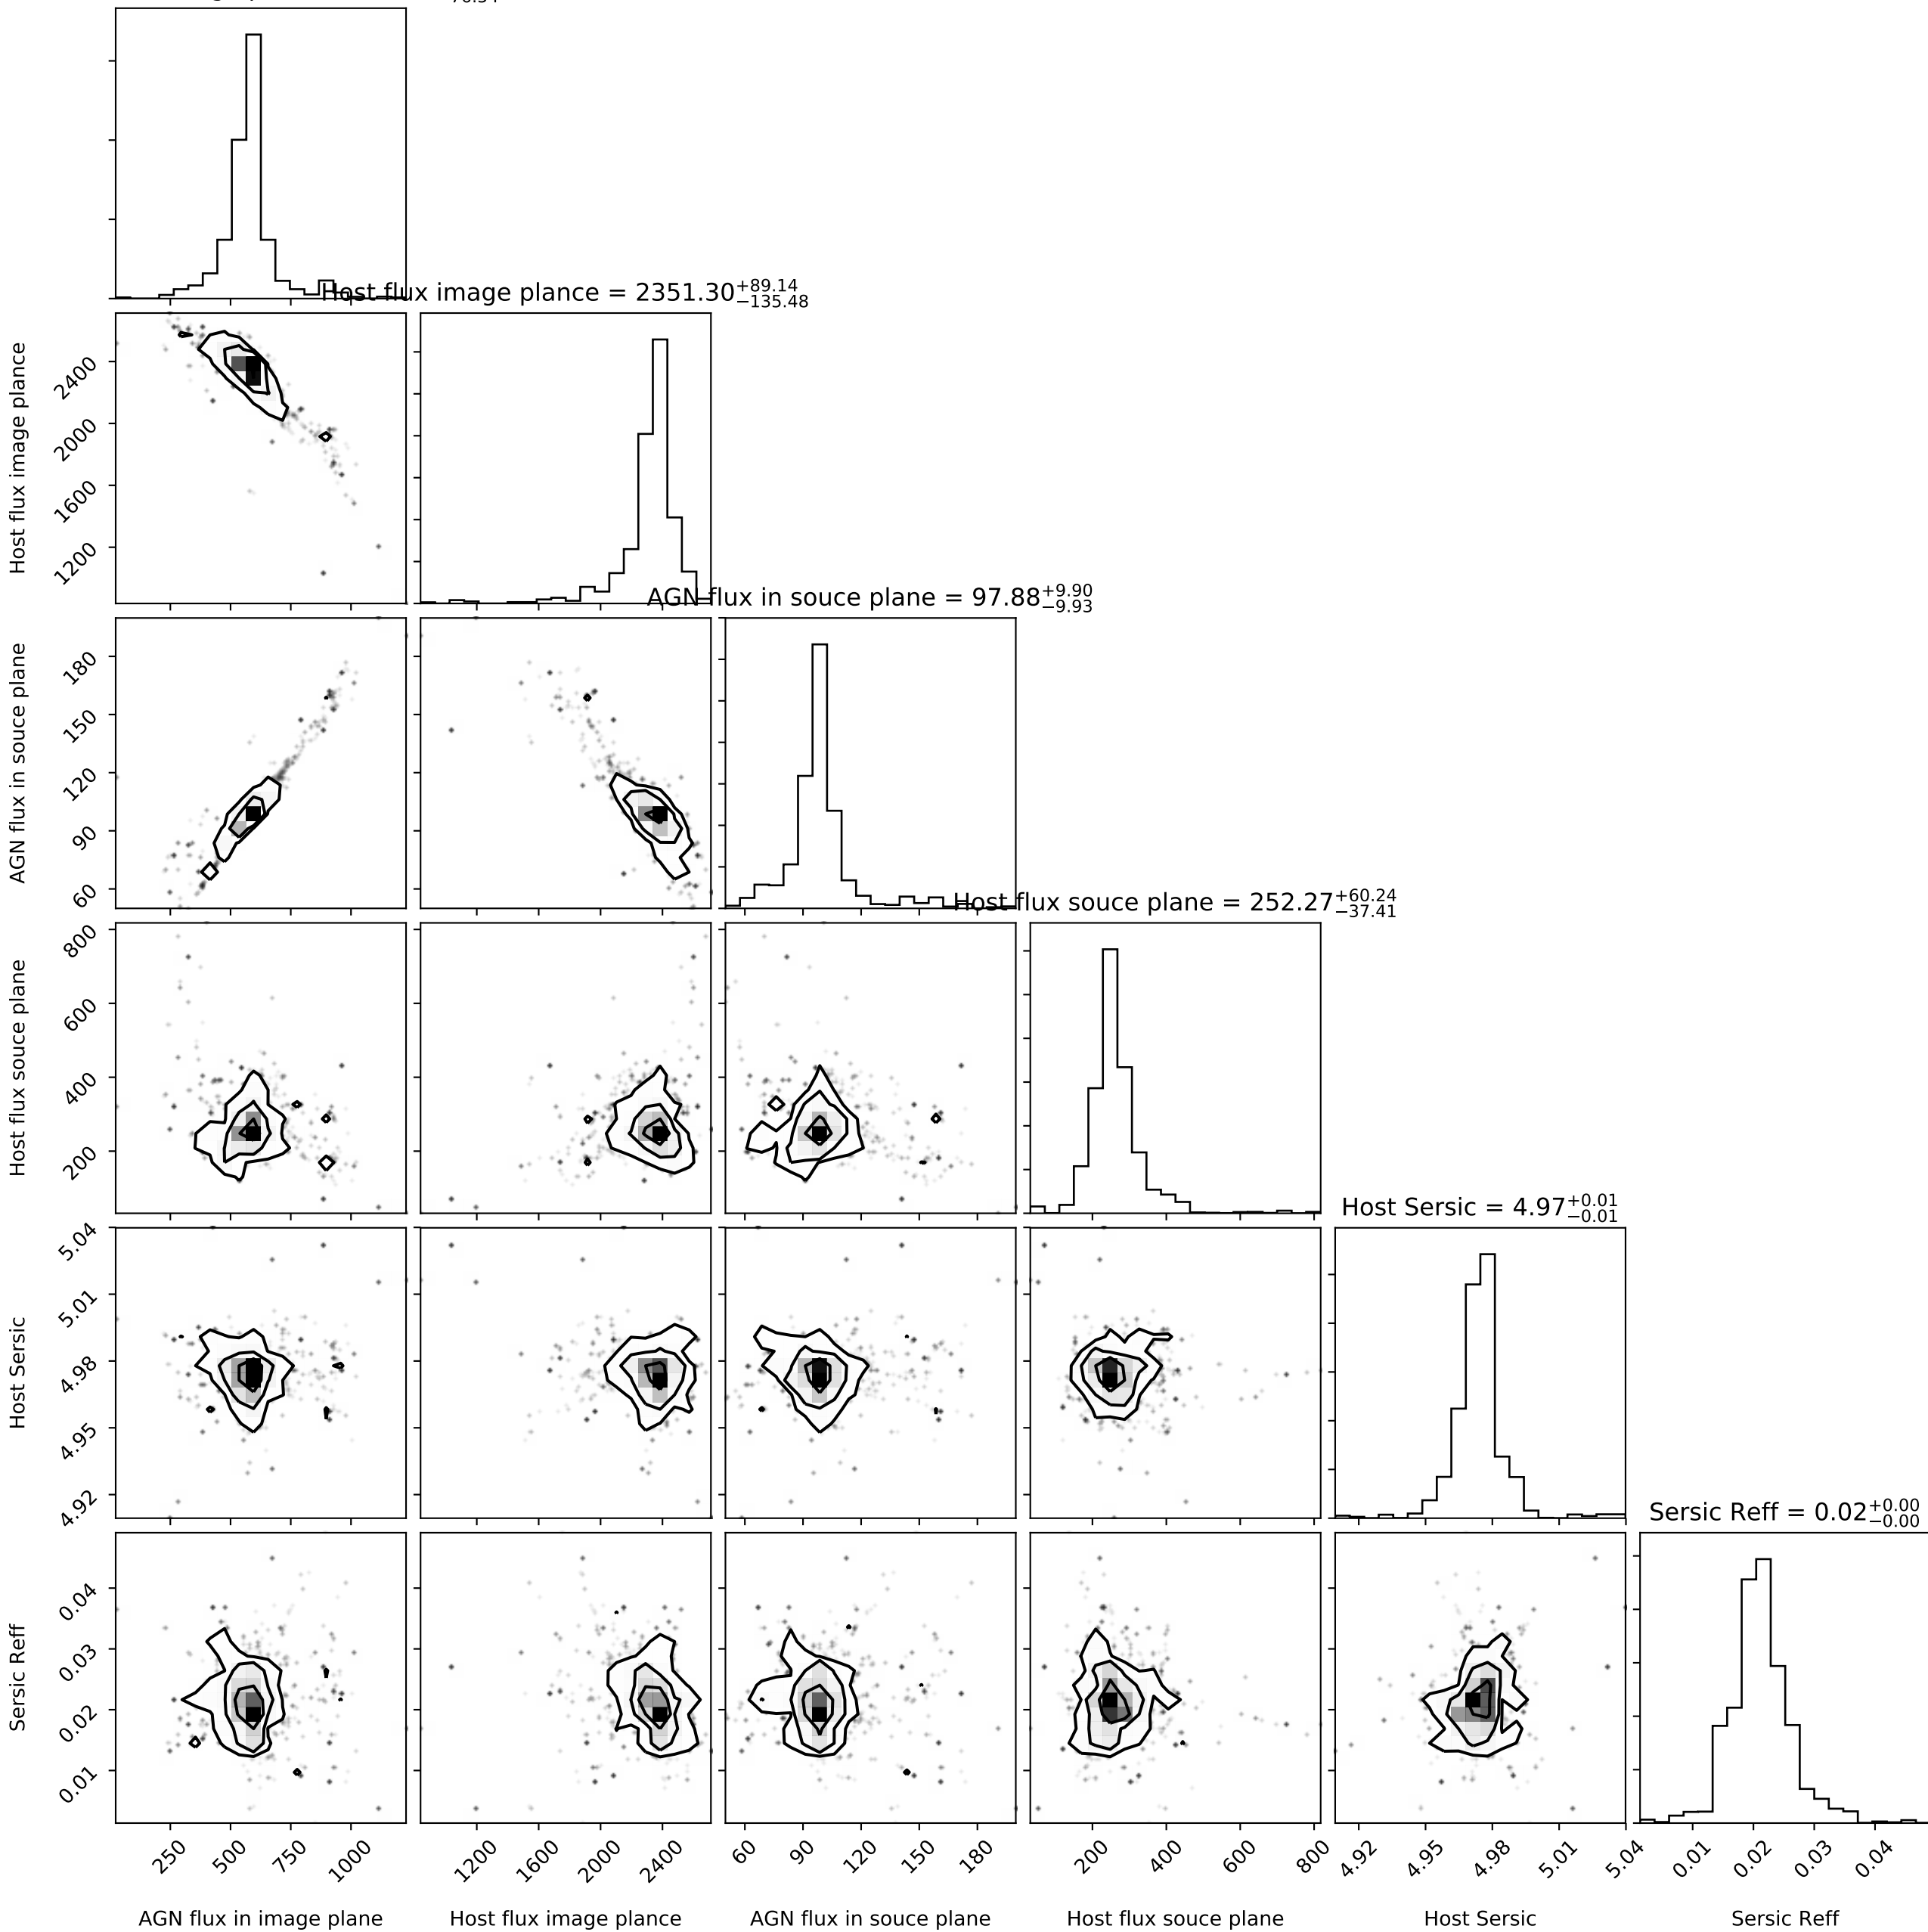 Host flux image plance = 2351.30 +89.14 −135.48
Host flux image plance
2400
2000
1600
1200
AGN flux in souce plane = 97.88 +9.90 −9.93
AGN flux in souce plane
180
150
120
90
60
Host flux souce plane = 252.27 +60.24 −37.41
Host flux souce plane
800
600
400
200
Host Sersic = 4.97 +0.01 −0.01
Host Sersic
5.04
5.01
4.98
4.95
4.92
Sersic Reff = 0.02 +0.00 −0.00
Sersic Reff
0.04
0.03
0.02
0.01
250 500 750 1000 1200 1600 2000 2400 60 90 120 150 180 200 400 600 800 4.92 4.95 4.98 5.01 5.04 0.01 0.02 0.03 0.04
AGN flux in image plane Host flux image plance AGN flux in souce plane Host flux souce plane Host Sersic Sersic Reff